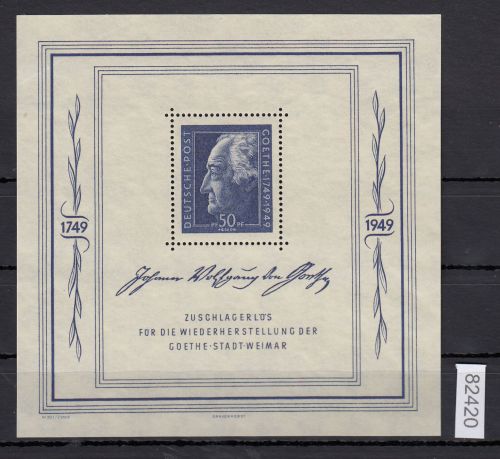 DEUTSCHE·POST
GOETHE·1749·1949
PF 50 PF
1749
1949
Johann Wolfgang von Goethe
ZUSCHLAGERLÖS
FÜR DIE WIEDERHERSTELLUNG DER
GOETHE·STADT·WEIMAR
82420